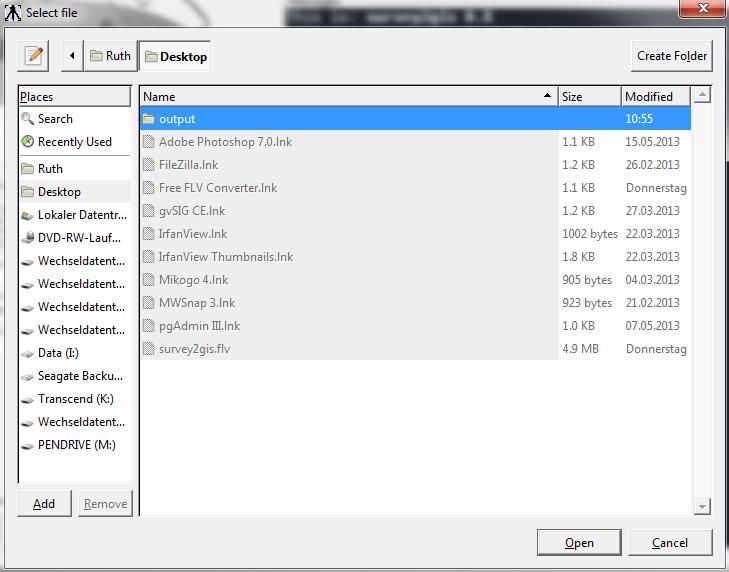 This is: survey2gis
Select file
Ruth
Desktop
Create Folder
Places
Name
Size
Modified
Search
Recently Used
Ruth
Desktop
Lokaler Datentr...
DVD-RW-Lauf...
Wechseldatent...
Wechseldatent...
Wechseldatent...
Wechseldatent...
Data (I:)
Seagate Backu...
Transcend (K:)
Wechseldatent...
PENDRIVE (M:)
output 10:55
Adobe Photoshop 7.0.lnk 1.1 KB 15.05.2013
FileZilla.lnk 1.2 KB 26.02.2013
Free FLV Converter.lnk 1.1 KB Donnerstag
gvSIG CE.lnk 1.2 KB 27.03.2013
IrfanView.lnk 1002 bytes 22.03.2013
IrfanView Thumbnails.lnk 1.8 KB 22.03.2013
Mikogo 4.lnk 905 bytes 04.03.2013
MWSnap 3.lnk 923 bytes 21.02.2013
pgAdmin III.lnk 1.0 KB 07.05.2013
survey2gis.flv 4.9 MB Donnerstag
Add
Remove
Open
Cancel